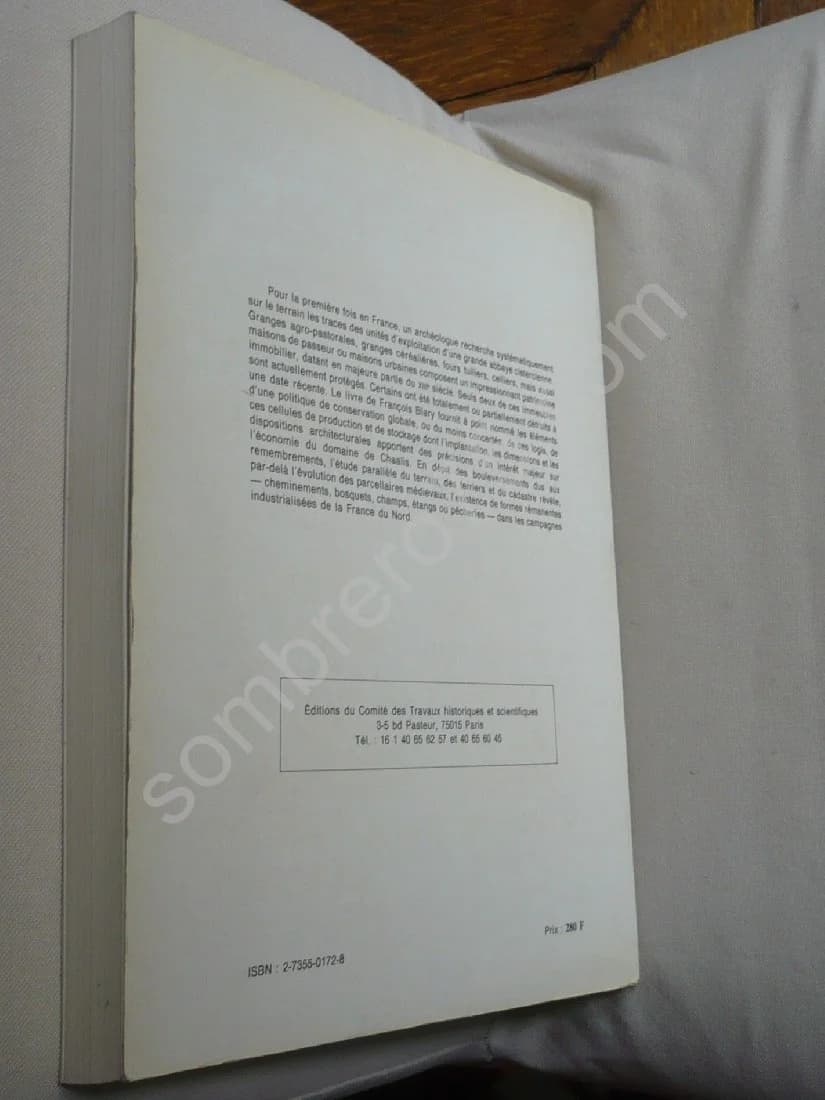 Pour la première fois en France, un archéologue recherche systématiquement
sur le terrain les traces des unités d'exploitation d'une grande abbaye cistercienne.
Granges agro-pastorales, granges céréalières, fours tuiliers, celliers, mais aussi
maisons de passeur ou maisons urbaines composent un impressionnant patrimoine
immobilier, datant en majeure partie du XIIIe siècle. Seuls deux de ces immeubles
sont actuellement protégés. Certains ont été totalement ou partiellement détruits à
une date récente. Le livre de François Blary fournit à point nommé les éléments
d'une politique de conservation globale, ou du moins concertée, de ces logis, de
ces cellules de production et de stockage dont l'implantation, les dimensions et les
dispositions architecturales apportent des précisions d'un intérêt majeur sur
l'économie du domaine de Chaalis. En dépit des bouleversements dus aux
remembrements, l'étude parallèle du terrain, des terriers et du cadastre révèle,
par-delà l'évolution des parcellaires médiévaux, l'existence de formes rémanentes
— cheminements, bosquets, champs, étangs ou pêcheries — dans les campagnes
industrialisées de la France du Nord.
Éditions du Comité des Travaux historiques et scientifiques
3-5 bd Pasteur, 75015 Paris
Tél. : 16 1 40 65 62 57 et 40 65 60 45
Prix : 280 F
ISBN : 2-7355-0172-8